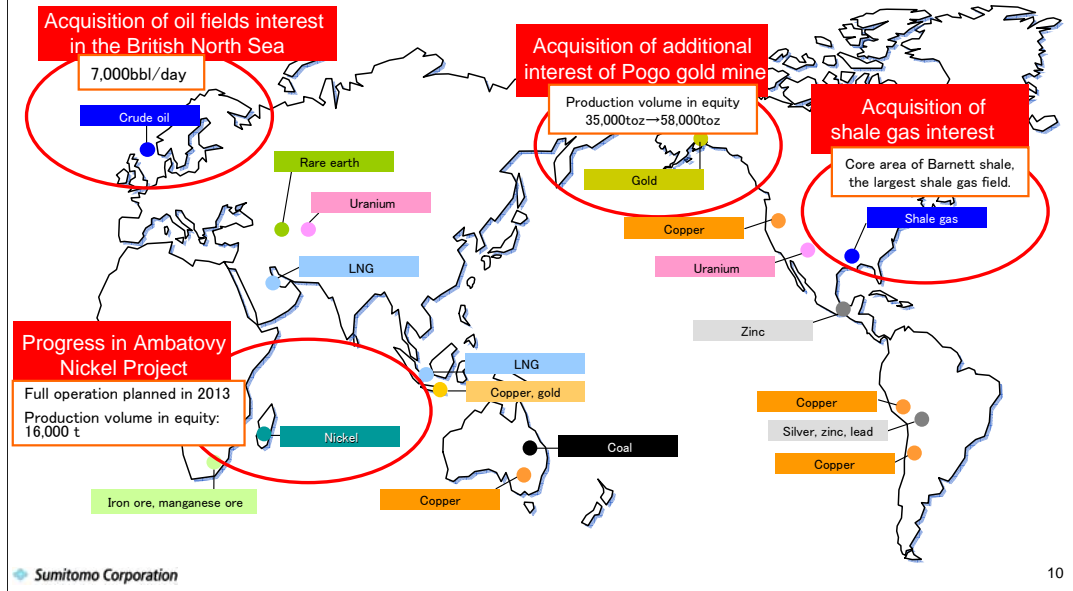 Acquisition of oil fields interest
in the British North Sea
7,000bbl/day
Crude oil
Acquisition of additional
interest of Pogo gold mine
Production volume in equity
35,000toz→58,000toz
Gold
Acquisition of
shale gas interest
Core area of Barnett shale,
the largest shale gas field.
Shale gas
Rare earth
Uranium
LNG
Copper
Uranium
Zinc
Progress in Ambatovy
Nickel Project
Full operation planned in 2013
Production volume in equity:
16,000 t
Nickel
Iron ore, manganese ore
LNG
Copper, gold
Coal
Copper
Copper
Silver, zinc, lead
Copper
Sumitomo Corporation
10